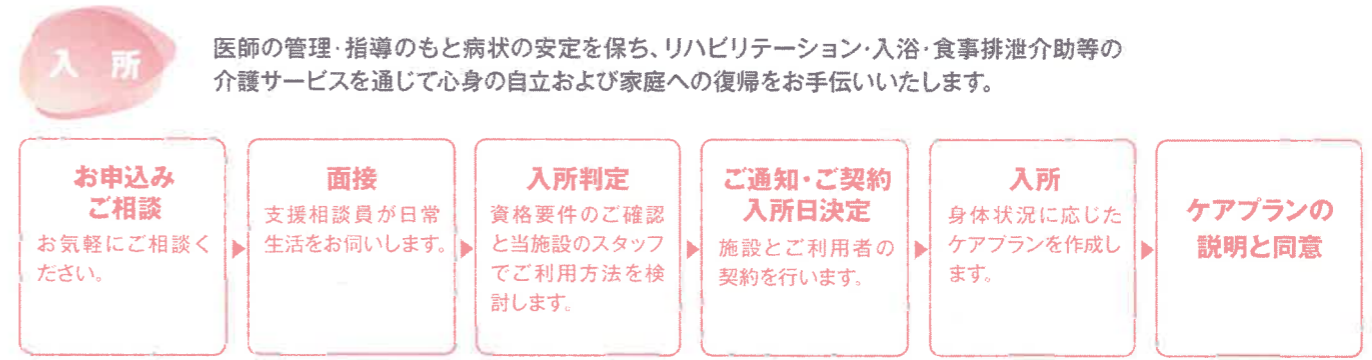 入所
医師の管理･指導のもと病状の安定を保ち、リハビリテーション･入浴･食事排泄介助等の
介護サービスを通じて心身の自立および家庭への復帰をお手伝いいたします。
お申込み
ご相談
お気軽にご相談く
ださい。
面接
支援相談員が日常
生活をお伺いします。
入所判定
資格要件のご確認
と当施設のスタッフ
でご利用方法を検
討します。
ご通知･ご契約
入所日決定
施設とご利用者の
契約を行います。
入所
身体状況に応じた
ケアプランを作成し
ます。
ケアプランの
説明と同意